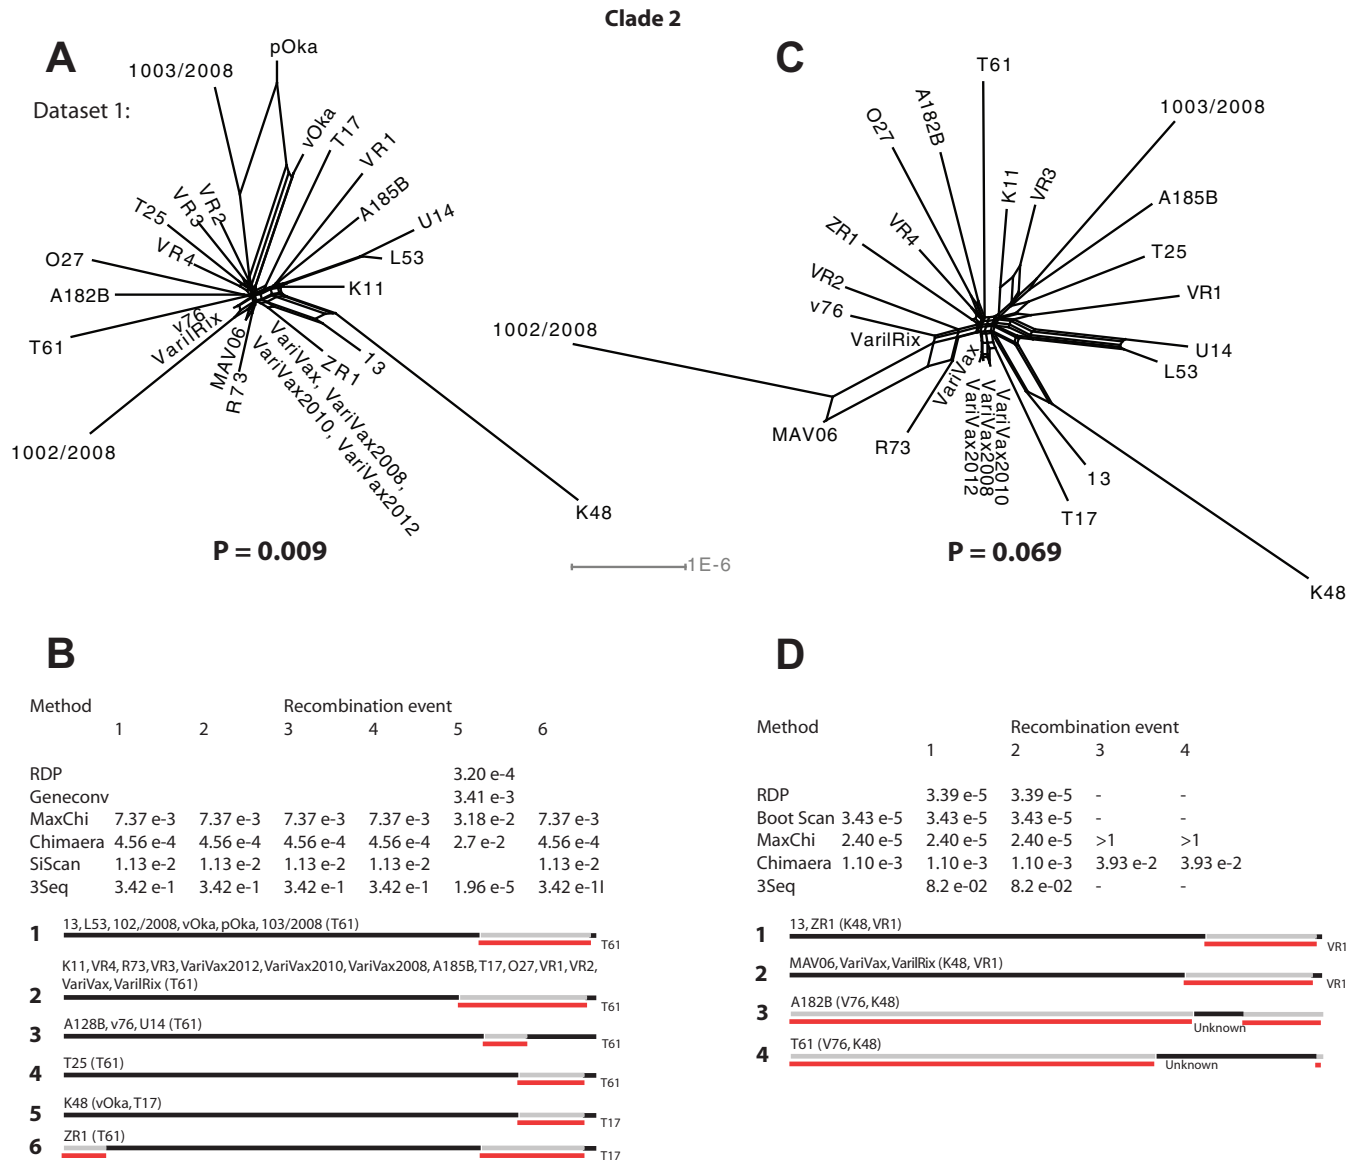 Clade 2
A
Dataset 1:
pOka
1003/2008
vOka
T17
VR1
A185B
U14
L53
K11
VR2
VR3
T25
VR4
O27
A182B
T61
v76
VarilRix
MAV06
R73
1002/2008
VariVax, VariVax2008,
VariVax2010, VariVax2012
ZR1
13
K48
P = 0.009
1E-6
C
T61
A182B
O27
K11
VR3
1003/2008
A185B
T25
VR1
U14
L53
ZR1
VR4
VR2
v76
VarilRix
1002/2008
MAV06
R73
VariVax
VariVax2012
VariVax2008
VariVax2010
13
T17
K48
P = 0.069
B
Method Recombination event
1 2 3 4 5 6
RDP 3.20 e-4
Geneconv 3.41 e-3
MaxChi 7.37 e-3 7.37 e-3 7.37 e-3 7.37 e-3 3.18 e-2 7.37 e-3
Chimaera 4.56 e-4 4.56 e-4 4.56 e-4 4.56 e-4 2.7 e-2 4.56 e-4
SiScan 1.13 e-2 1.13 e-2 1.13 e-2 1.13 e-2 1.13 e-2
3Seq 3.42 e-1 3.42 e-1 3.42 e-1 3.42 e-1 1.96 e-5 3.42 e-1l
13, L53, 102,/2008, vOka, pOka, 103/2008 (T61)
1 T61
K11, VR4, R73, VR3, VariVax2012, VariVax2010, VariVax2008, A185B, T17, O27, VR1, VR2,
VariVax, VarilRix (T61)
2 T61
A128B, v76, U14 (T61)
3 T61
T25 (T61)
4 T61
K48 (vOka, T17)
5 T17
ZR1 (T61)
6 T17
D
Method Recombination event
1 2 3 4
RDP 3.39 e-5 3.39 e-5 - -
Boot Scan 3.43 e-5 3.43 e-5 3.43 e-5 - -
MaxChi 2.40 e-5 2.40 e-5 2.40 e-5 >1 >1
Chimaera 1.10 e-3 1.10 e-3 1.10 e-3 3.93 e-2 3.93 e-2
3Seq 8.2 e-02 8.2 e-02 - -
13, ZR1 (K48, VR1)
1 VR1
MAV06, VariVax, VarilRix (K48, VR1)
2 VR1
A182B (V76, K48)
3 Unknown
T61 (V76, K48)
4 Unknown